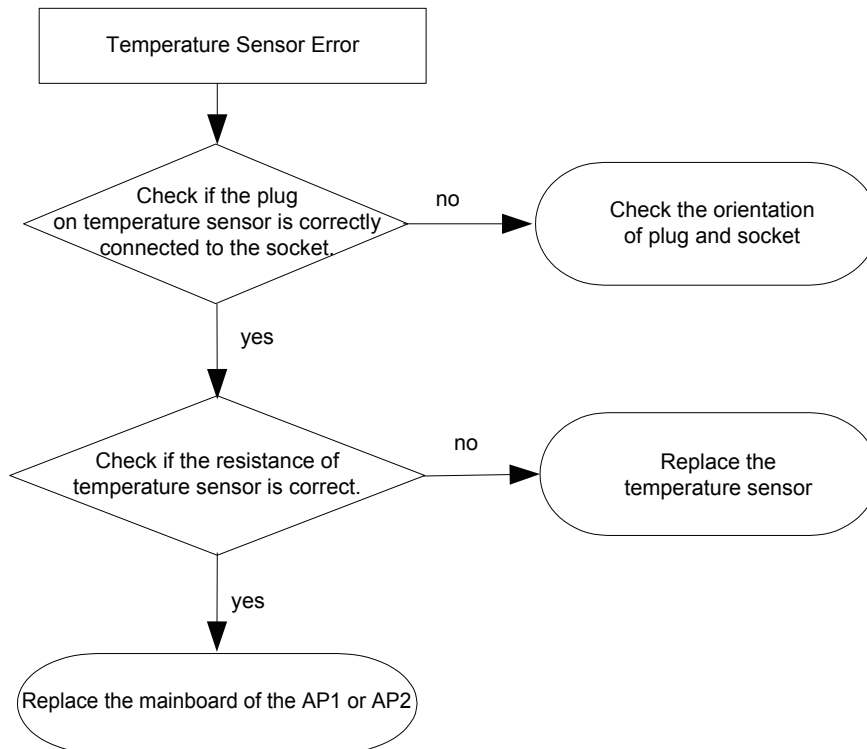 Temperature Sensor Error
Check if the plug
on temperature sensor is correctly
connected to the socket.
no
Check the orientation
of plug and socket
yes
Check if the resistance of
temperature sensor is correct.
no
Replace the
temperature sensor
yes
Replace the mainboard of the AP1 or AP2